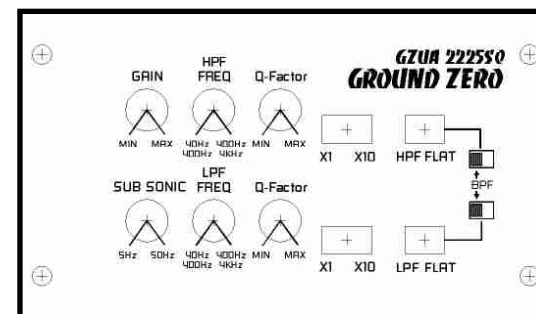 GZUA 2225SQ
GROUND ZERO
GAIN
HPF
FREQ
Q-Factor
MIN MAX
40Hz 400Hz
400Hz 4KHz
MIN MAX
X1 X10
HPF FLAT
BPF
SUB SONIC
LPF
FREQ
Q-Factor
5Hz 50Hz
40Hz 400Hz
400Hz 4KHz
MIN MAX
X1 X10
LPF FLAT